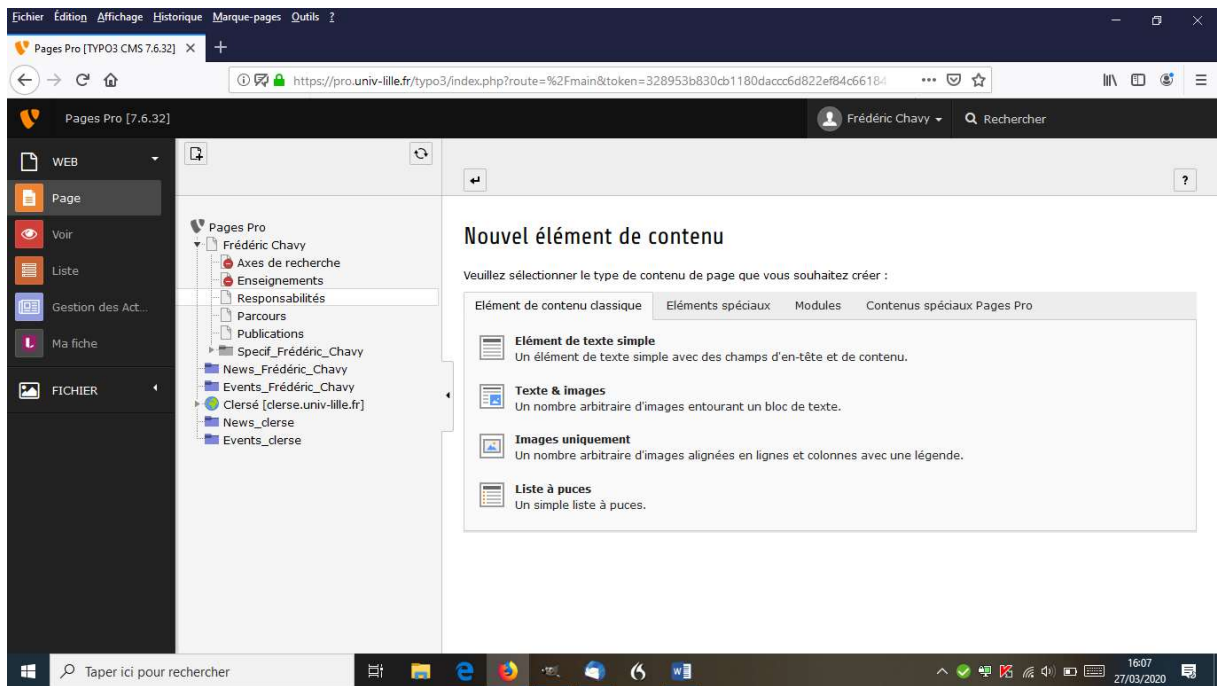 Fichier Édition Affichage Historique Marque-pages Outils ?
Pages Pro [TYPO3 CMS 7.6.32]
https://pro.univ-lille.fr/typo3/index.php?route=%2Fmain&token=328953b830cb1180daccc6d822ef84c66184
Pages Pro [7.6.32]
Frédéric Chavy
Rechercher
WEB
Page
Voir
Liste
Gestion des Act...
Ma fiche
FICHIER
Pages Pro
Frédéric Chavy
Axes de recherche
Enseignements
Responsabilités
Parcours
Publications
Specif_Frédéric_Chavy
News_Frédéric_Chavy
Events_Frédéric_Chavy
Clersé [clerse.univ-lille.fr]
News_clerse
Events_clerse
?
Nouvel élément de contenu
Veuillez sélectionner le type de contenu de page que vous souhaitez créer :
Elément de contenu classique Eléments spéciaux Modules Contenus spéciaux Pages Pro
Elément de texte simple
Un élément de texte simple avec des champs d'en-tête et de contenu.
Texte & images
Un nombre arbitraire d'images entourant un bloc de texte.
Images uniquement
Un nombre arbitraire d'images alignées en lignes et colonnes avec une légende.
Liste à puces
Un simple liste à puces.
Taper ici pour rechercher
16:07
27/03/2020